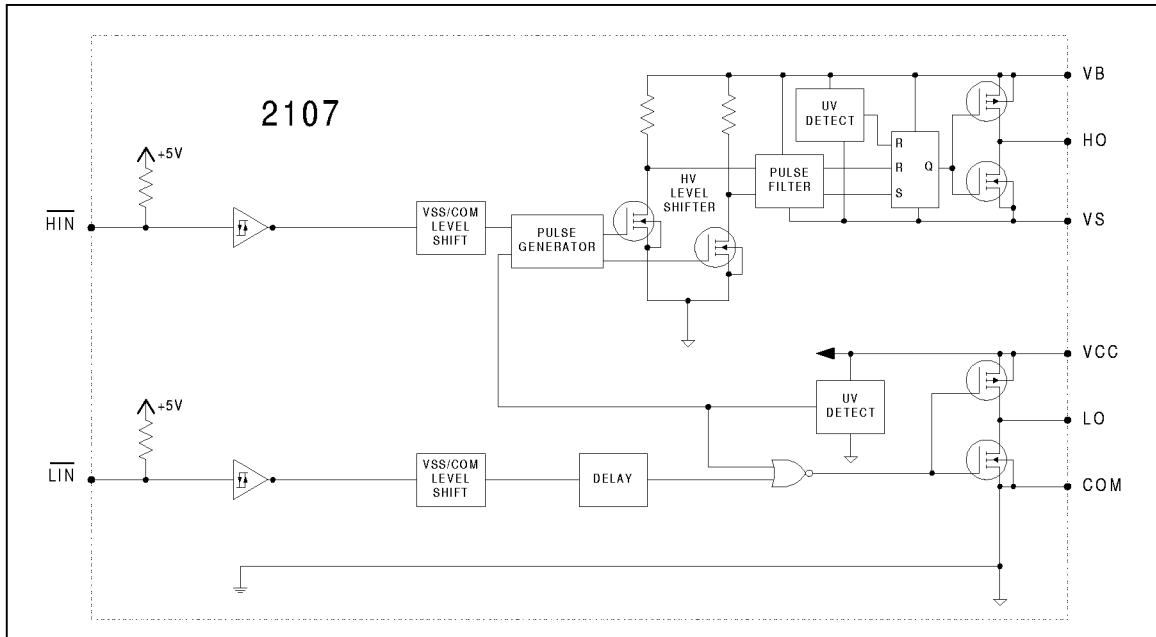 2107
+5V
HIN
VSS/COM
LEVEL
SHIFT
PULSE
GENERATOR
HV
LEVEL
SHIFTER
PULSE
FILTER
UV
DETECT
R
R
S
Q
VB
HO
VS
+5V
LIN
VSS/COM
LEVEL
SHIFT
DELAY
UV
DETECT
VCC
LO
COM